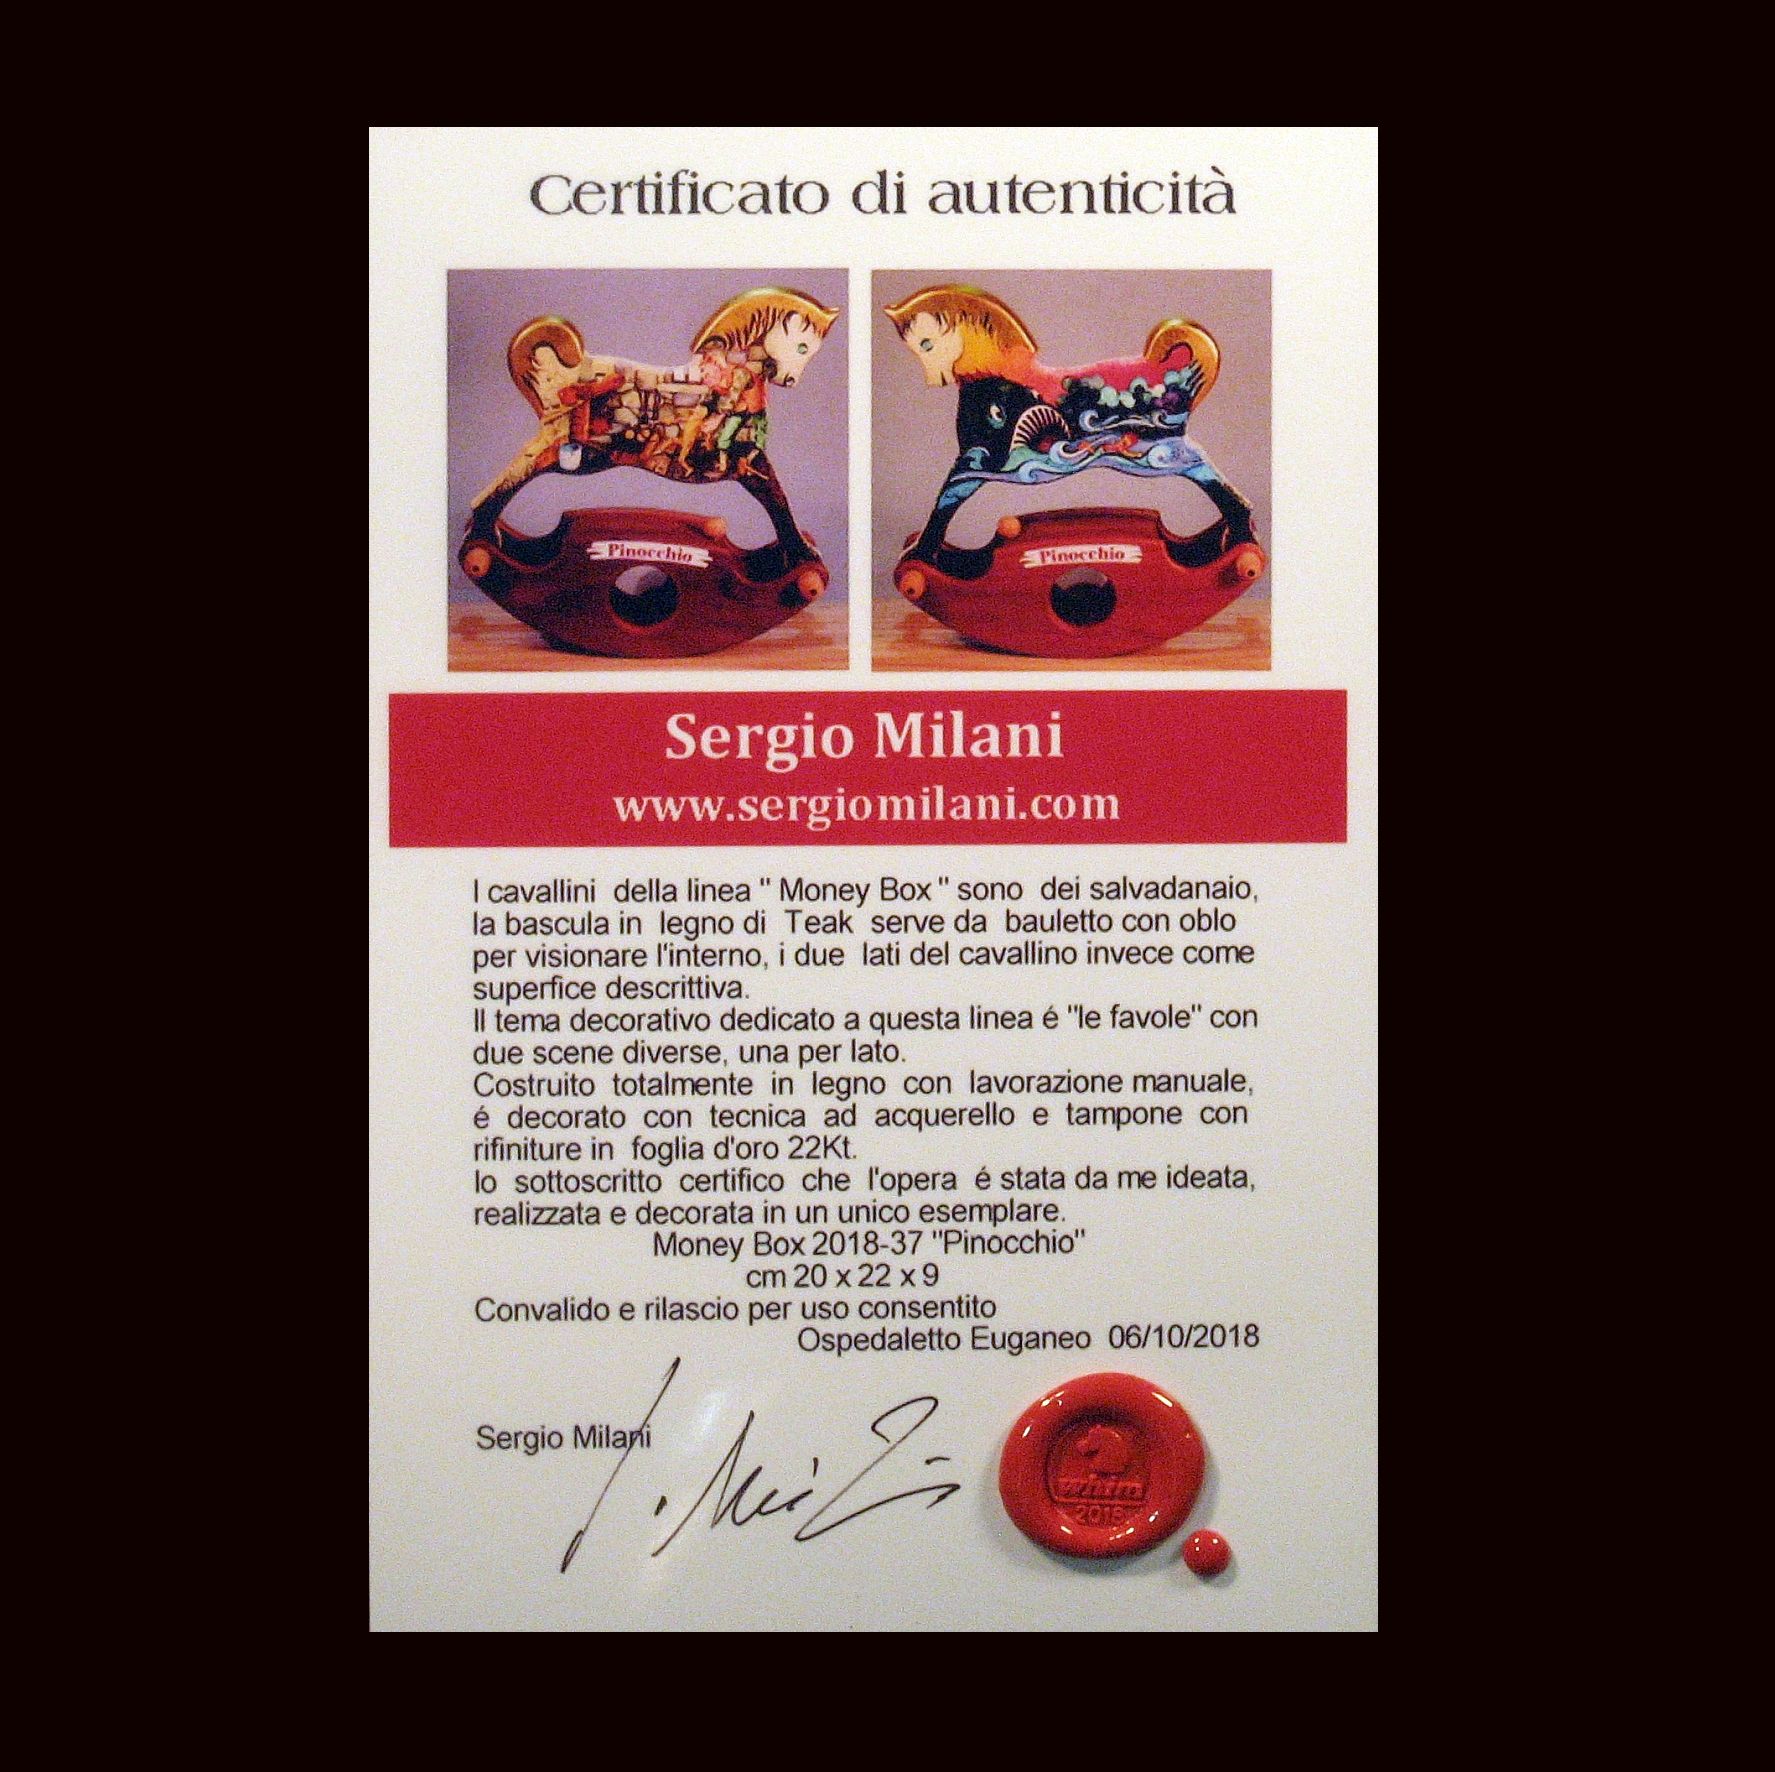 Certificato di autenticità
Pinocchio
Pinocchio
Sergio Milani
www.sergiomilani.com
I cavallini della linea " Money Box " sono dei salvadanaio,
la bascula in legno di Teak serve da bauletto con oblo
per visionare l'interno, i due lati del cavallino invece come
superfice descrittiva.
Il tema decorativo dedicato a questa linea é "le favole" con
due scene diverse, una per lato.
Costruito totalmente in legno con lavorazione manuale,
é decorato con tecnica ad acquerello e tampone con
rifiniture in foglia d'oro 22Kt.
Io sottoscritto certifico che l'opera é stata da me ideata,
realizzata e decorata in un unico esemplare.
Money Box 2018-37 "Pinocchio"
cm 20 x 22 x 9
Convalido e rilascio per uso consentito
Ospedaletto Euganeo 06/10/2018
Sergio Milani
whim
2018